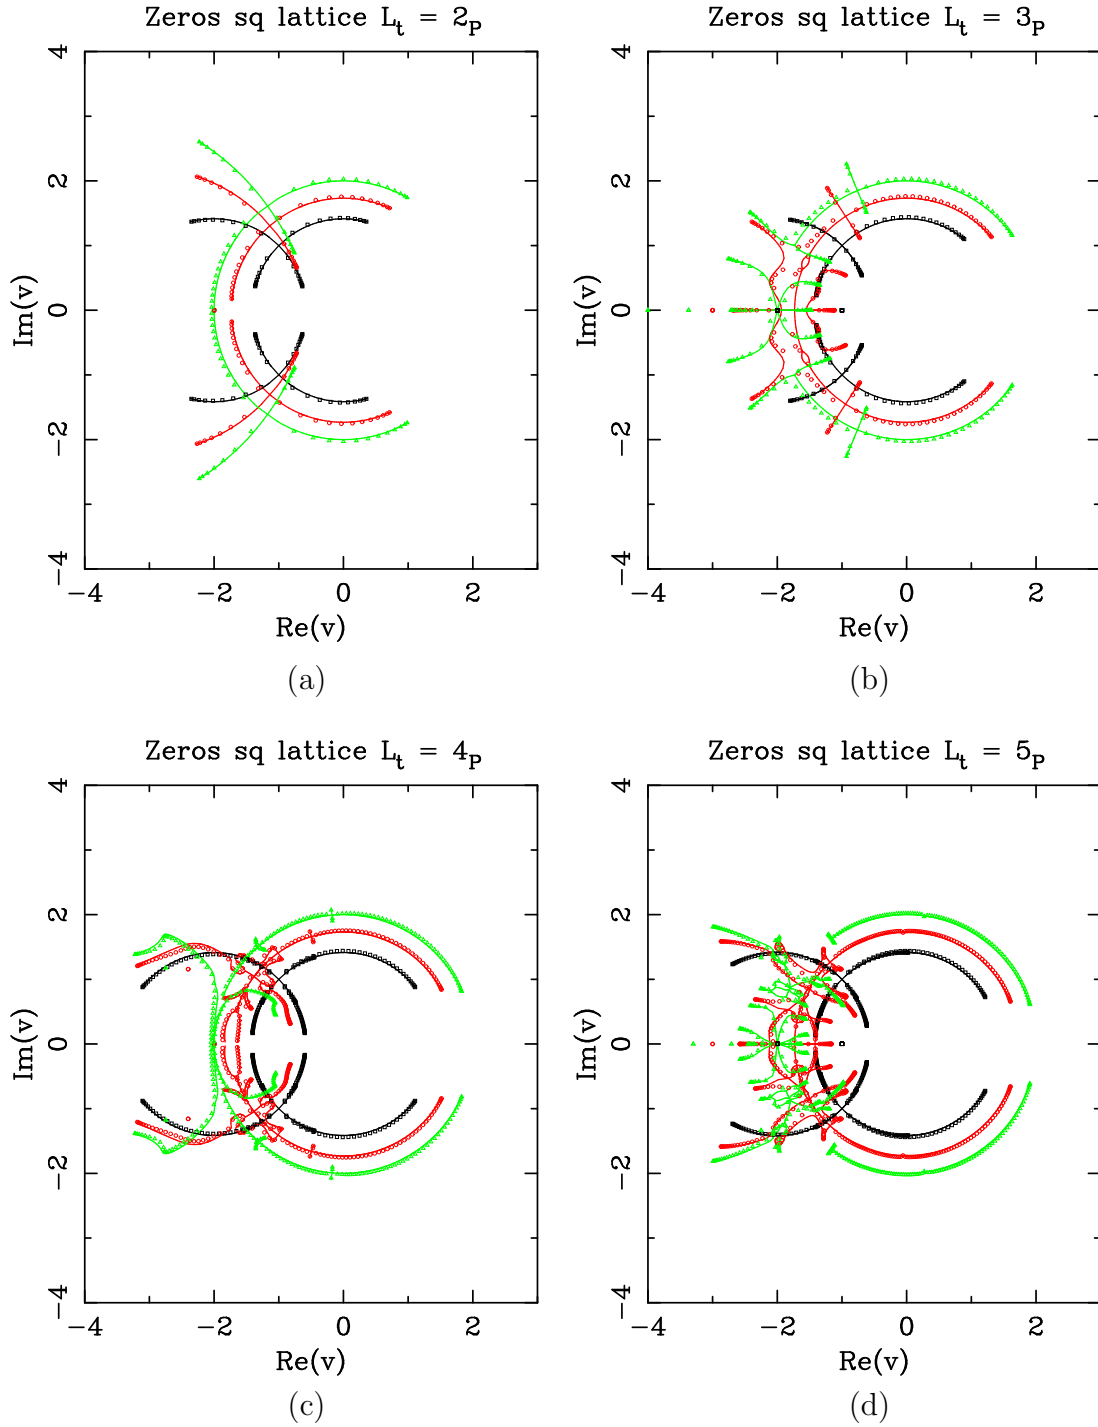 Zeros sq lattice L_t = 2_P
4
2
0
−2
−4
Im(v)
−4 −2 0 2
Re(v)
(a)
Zeros sq lattice L_t = 3_P
4
2
0
−2
−4
Im(v)
−4 −2 0 2
Re(v)
(b)
Zeros sq lattice L_t = 4_P
4
2
0
−2
−4
Im(v)
−4 −2 0 2
Re(v)
(c)
Zeros sq lattice L_t = 5_P
4
2
0
−2
−4
Im(v)
−4 −2 0 2
Re(v)
(d)